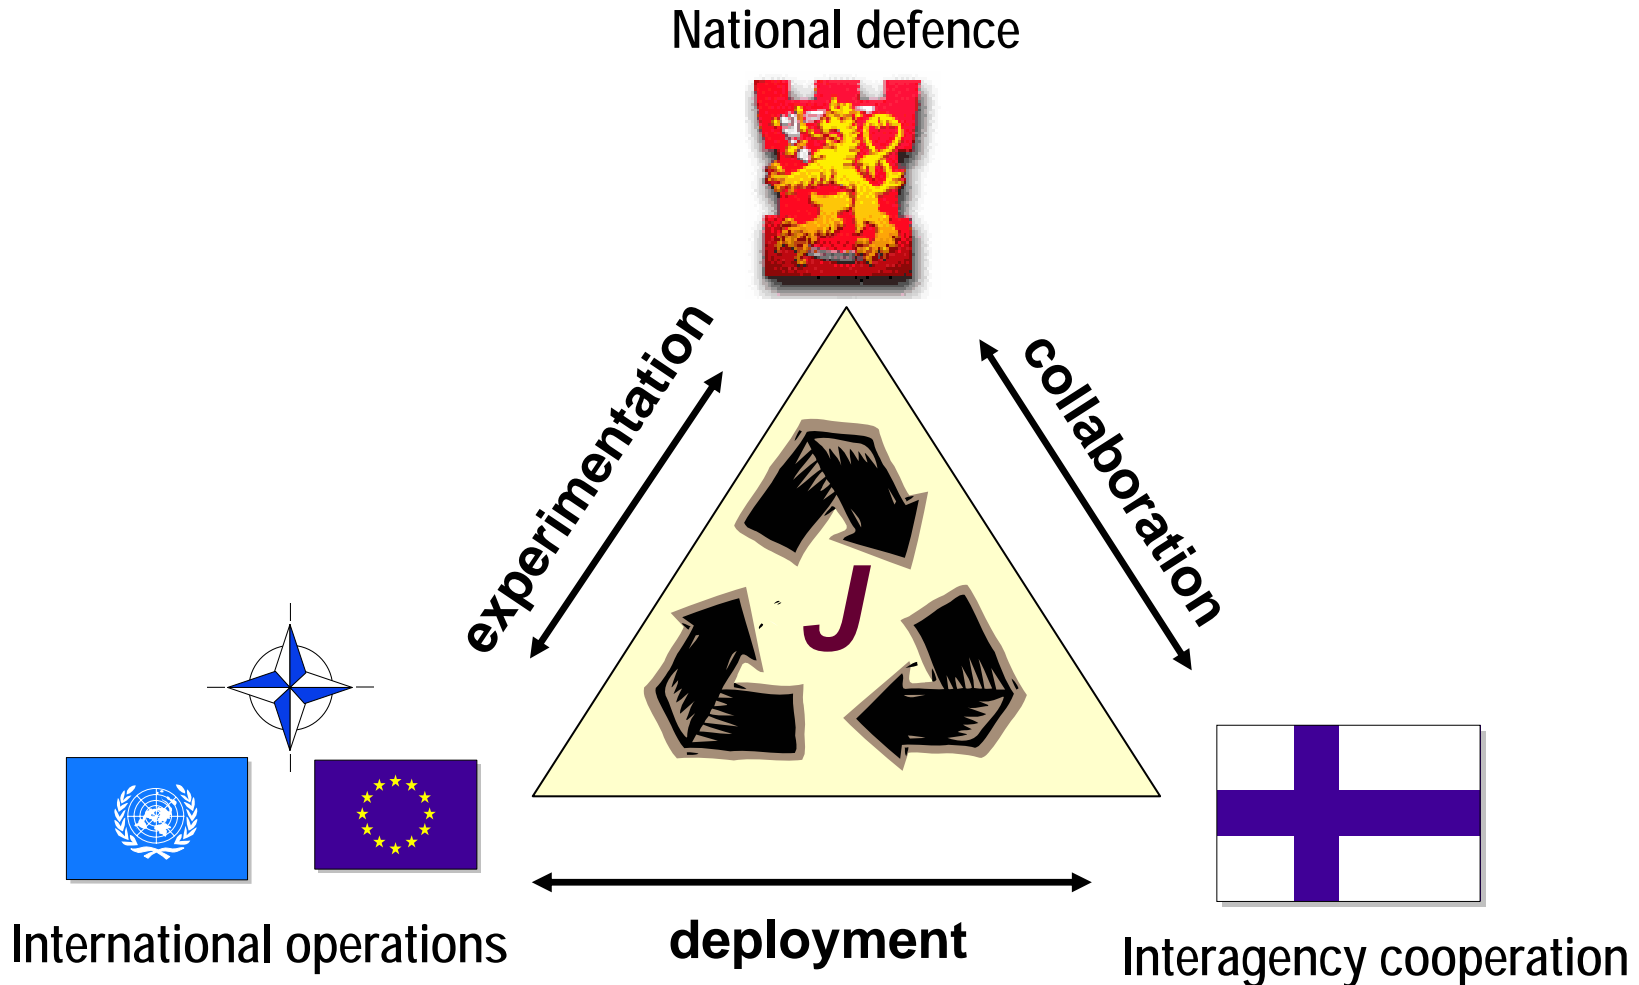 National defence
experimentation
collaboration
J
International operations
deployment
Interagency cooperation